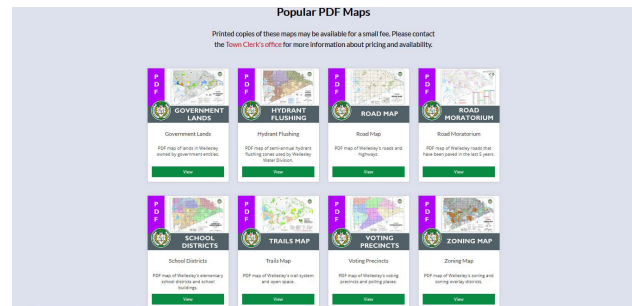 Popular PDF Maps
Printed copies of these maps may be available for a small fee. Please contact
the Town Clerk's office for more information about pricing and availability.
PDF
GOVERNMENT
LANDS
Government Lands
PDF map of lands in Wellesley
owned by government entities.
View
PDF
HYDRANT
FLUSHING
Hydrant Flushing
PDF map of semi-annual hydrant
flushing zones used by Wellesley
Water Division.
View
PDF
ROAD MAP
Road Map
PDF map of Wellesley's roads and
highways.
View
PDF
ROAD
MORATORIUM
Road Moratorium
PDF map of Wellesley roads that
have been paved in the last 5 years.
View
PDF
SCHOOL
DISTRICTS
School Districts
PDF map of Wellesley's elementary
school districts and school
buildings.
View
PDF
TRAILS MAP
Trails Map
PDF map of Wellesley's trail system
and open space.
View
PDF
VOTING
PRECINCTS
Voting Precincts
PDF map of Wellesley's voting
precincts and polling places.
View
PDF
ZONING MAP
Zoning Map
PDF map of Wellesley's zoning and
zoning overlay districts.
View